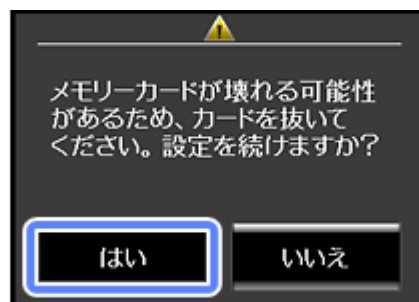 メモリーカードが壊れる可能性
があるため、カードを抜いて
ください。設定を続けますか?
はい
いいえ